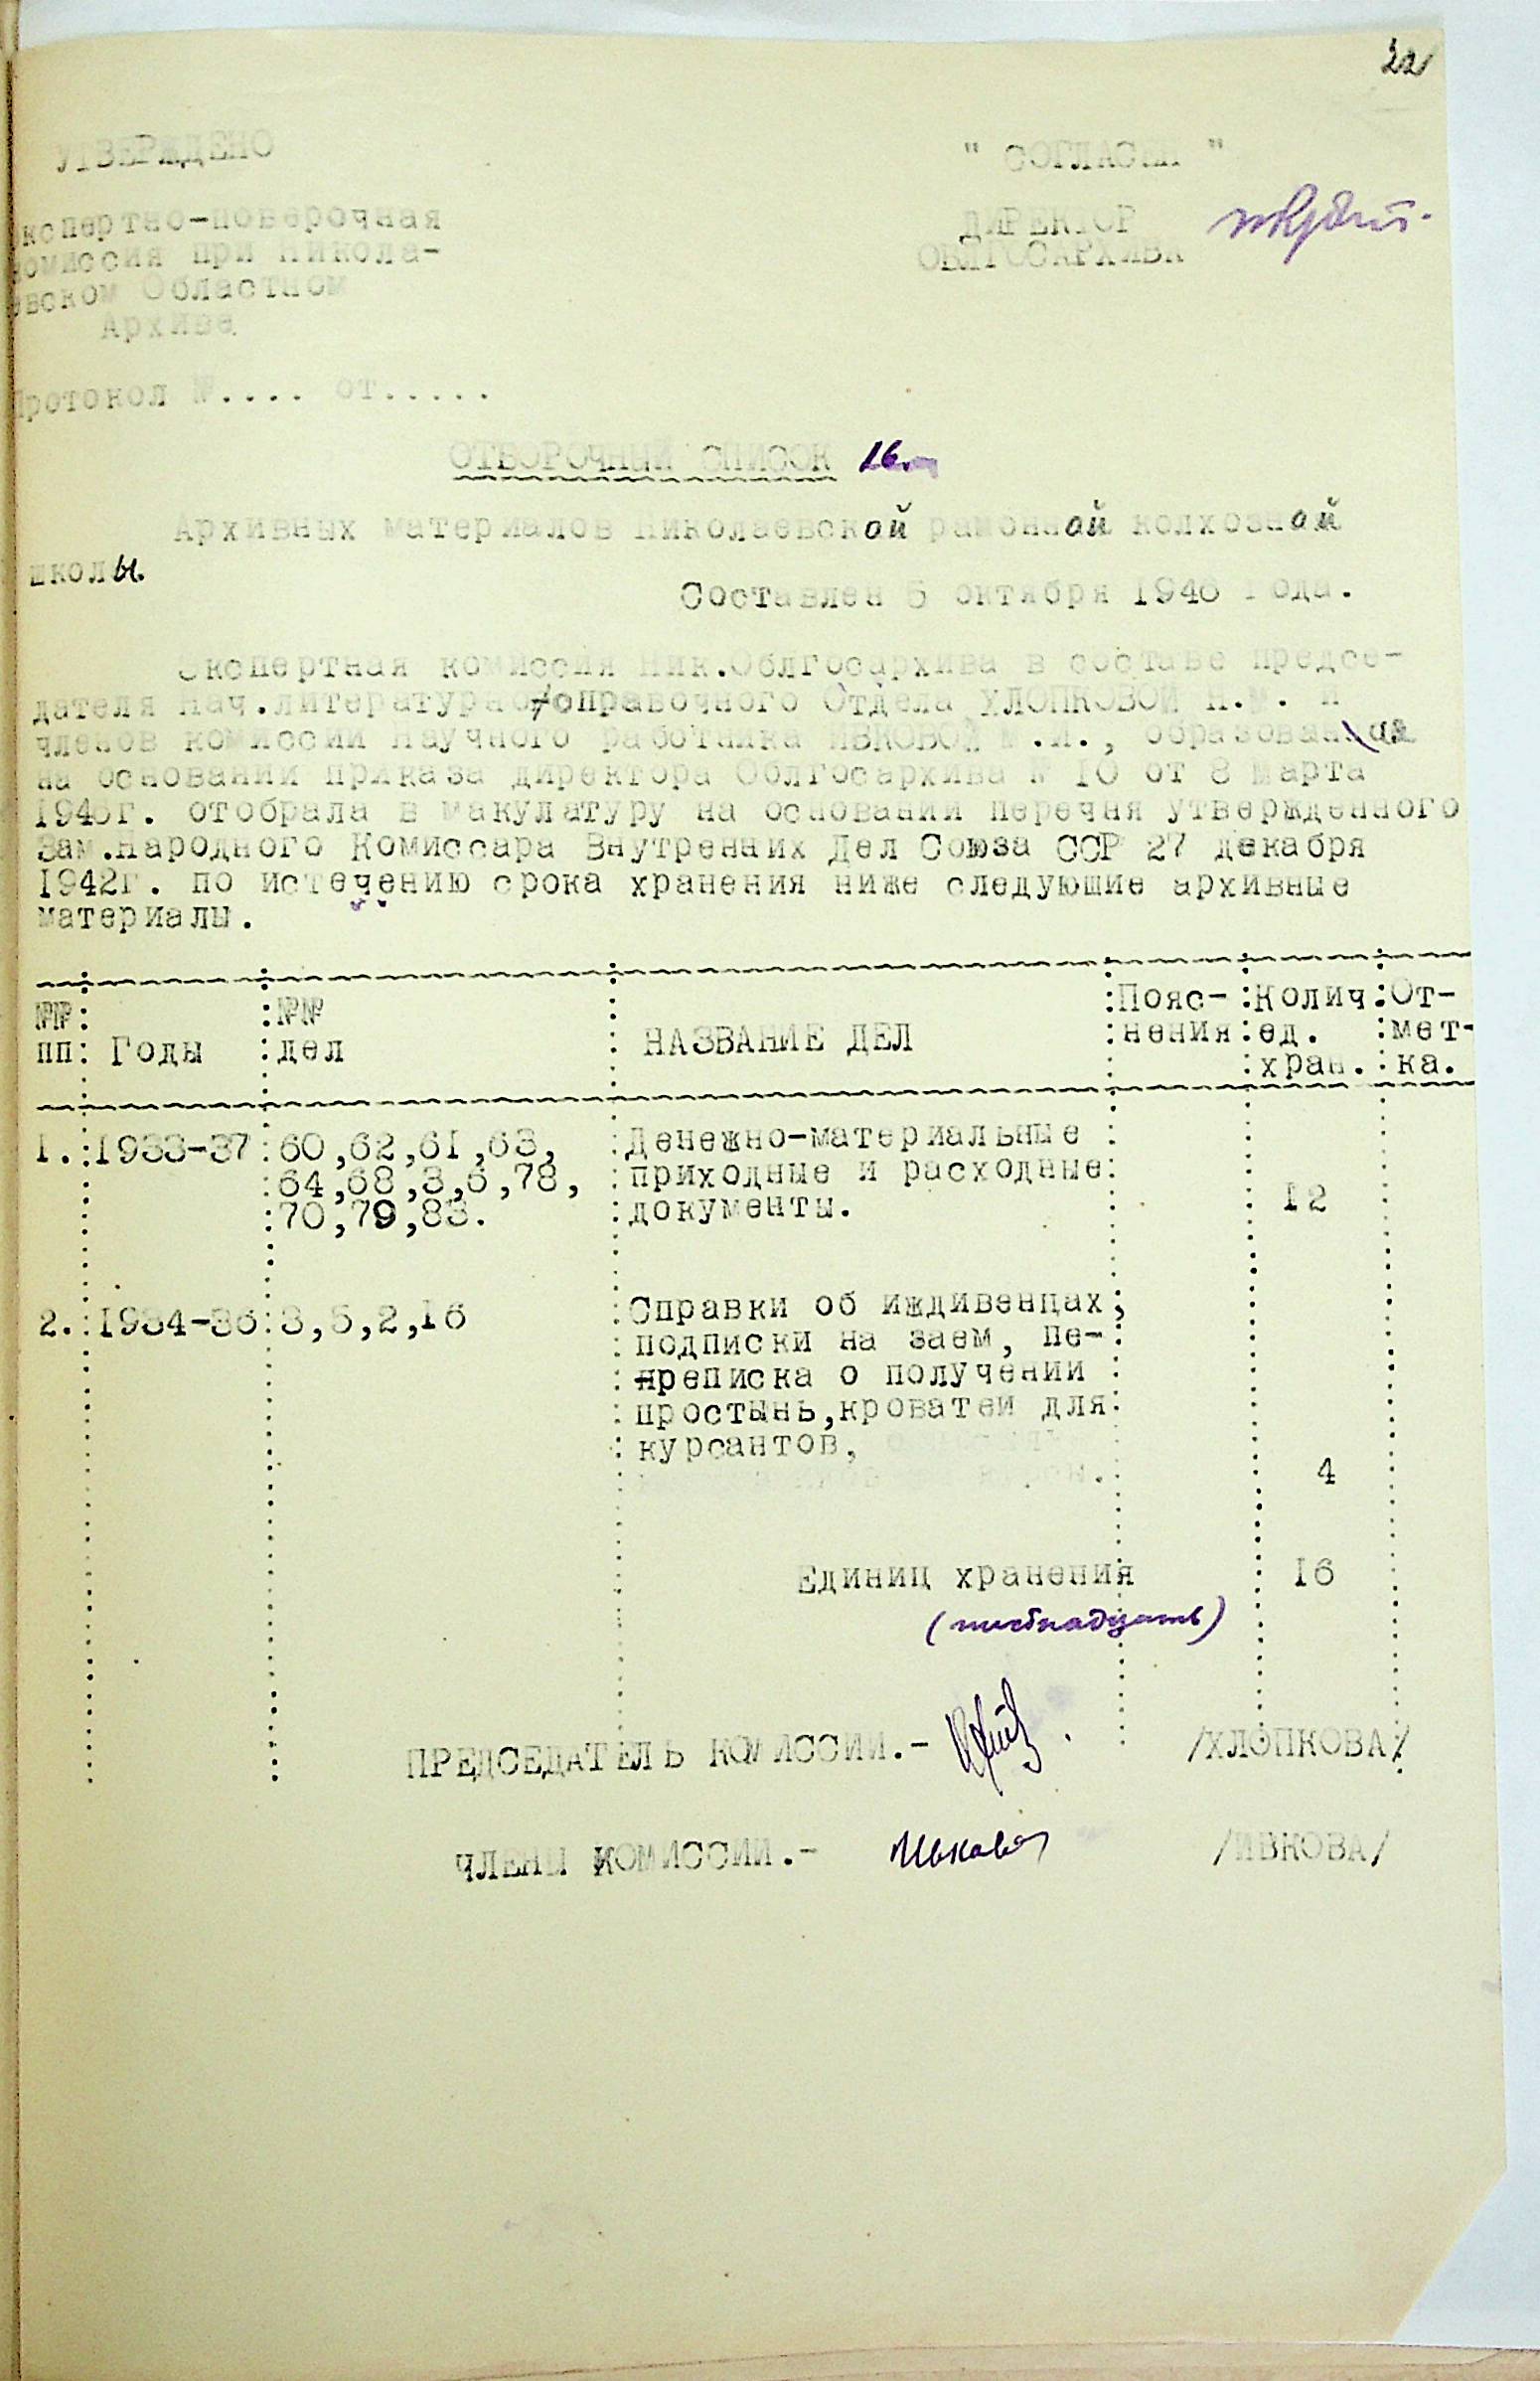 22
УТВЕРЖДЕНО
" СОГЛАСЕН "
кспертно-поверочная
омиссия при Никола-
евском Областном
Архиве
ДИРЕКТОР
ОБЛГОСАРХИВА
Протокол №.... от.....
ОТБОРОЧНЫЙ СПИСОК 16.
Архивных материалов Николаевской районной колхозной
школы.
Составлен 5 октября 1946 года.
Экспертная комиссия Ник.Облгосархива в составе предсе-
дателя Нач.литературно-справочного Отдела ХЛОПКОВОЙ Н.М. и
членов комиссии научного работника ИВКОВОЙ М.И., образованная
на основании приказа директора Облгосархива № 10 от 8 марта
1946г. отобрала в макулатуру на основании перечня утвержденного
Зам.Народного Комиссара Внутренних Дел Союза ССР 27 декабря
1942г. по истечению срока хранения ниже следующие архивные
материалы.
№№ : : №№ : : Пояс- : Колич : От-
пп : Годы : дел : НАЗВАНИЕ ДЕЛ : нения : ед. : мет-
хран. : ка.
1. : 1933-37 : 60,62,61,63, : Денежно-материальные :
: 64,68,3,6,78, : приходные и расходные :
: 70,79,83. : документы. : 12
2. : 1934-36 : 3,5,2,16 : Справки об иждивенцах,
: подписки на заем, пе-
: реписка о получении
: простынь,кроватей для
: курсантов,
4
Единиц хранения 16
(шестнадцать)
ПРЕДСЕДАТЕЛЬ КОМИССИИ.- /ХЛОПКОВА/
ЧЛЕНЫ КОМИССИИ.- Ивкова /ИВКОВА/